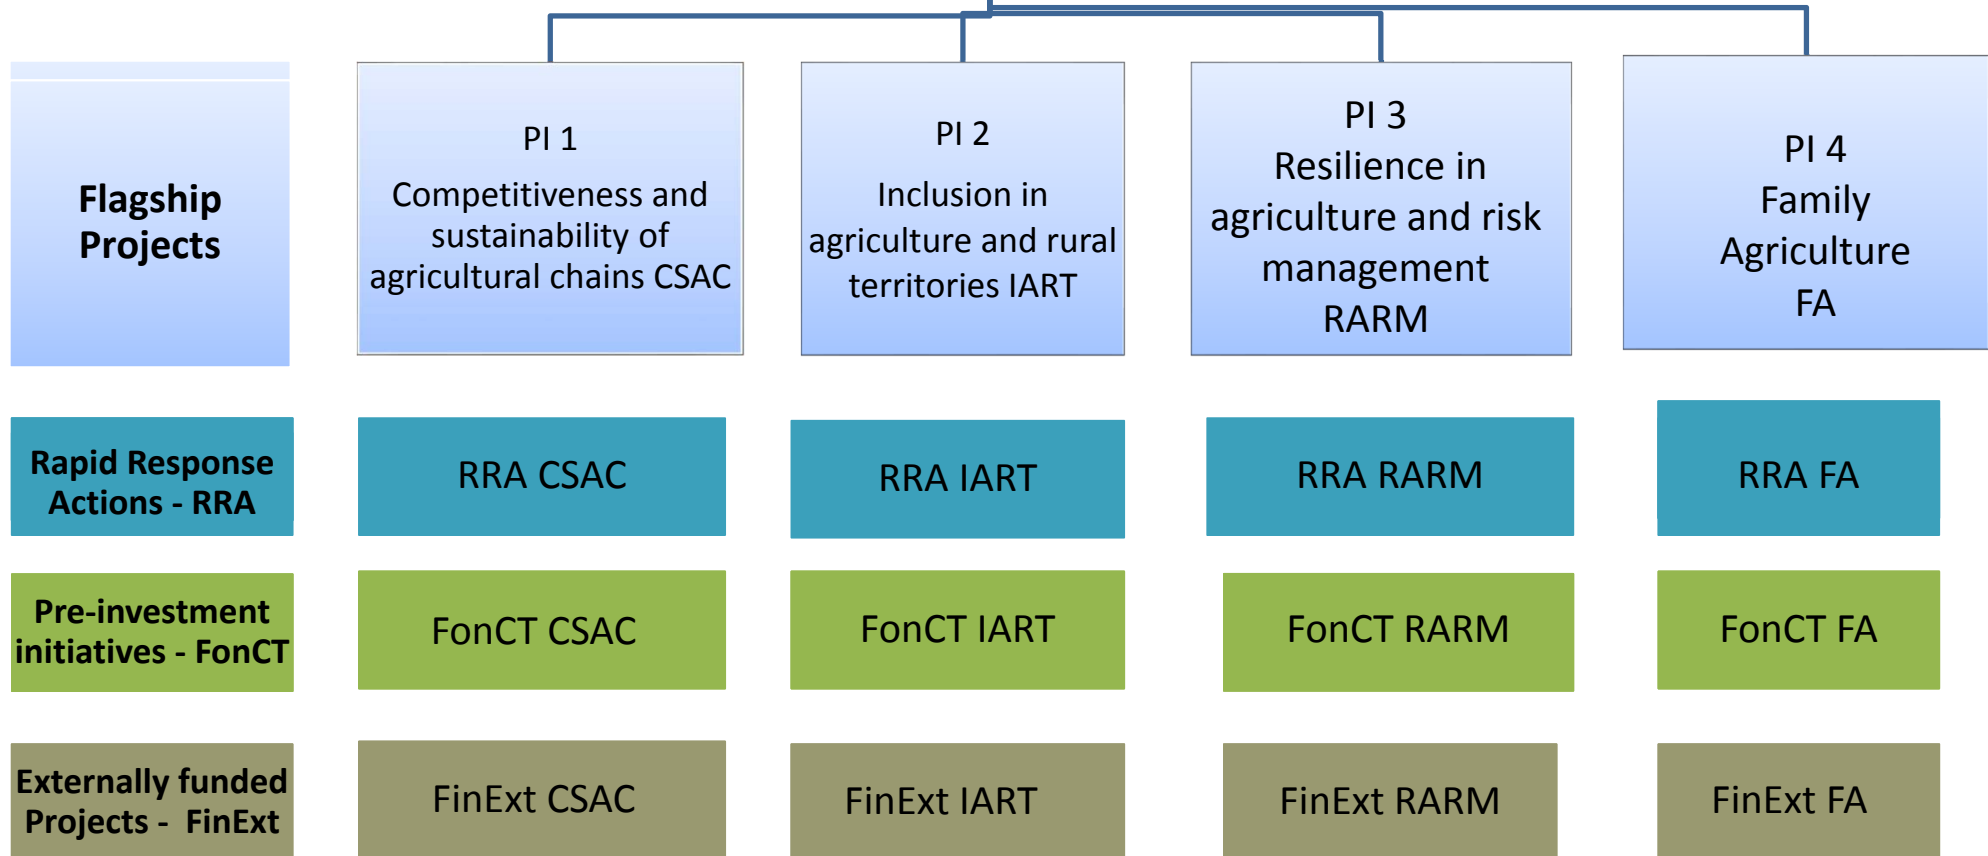 Flagship
Projects
PI 1
Competitiveness and
sustainability of
agricultural chains CSAC
PI 2
Inclusion in
agriculture and rural
territories IART
PI 3
Resilience in
agriculture and risk
management
RARM
PI 4
Family
Agriculture
FA
Rapid Response
Actions - RRA
RRA CSAC
RRA IART
RRA RARM
RRA FA
Pre-investment
initiatives - FonCT
FonCT CSAC
FonCT IART
FonCT RARM
FonCT FA
Externally funded
Projects - FinExt
FinExt CSAC
FinExt IART
FinExt RARM
FinExt FA